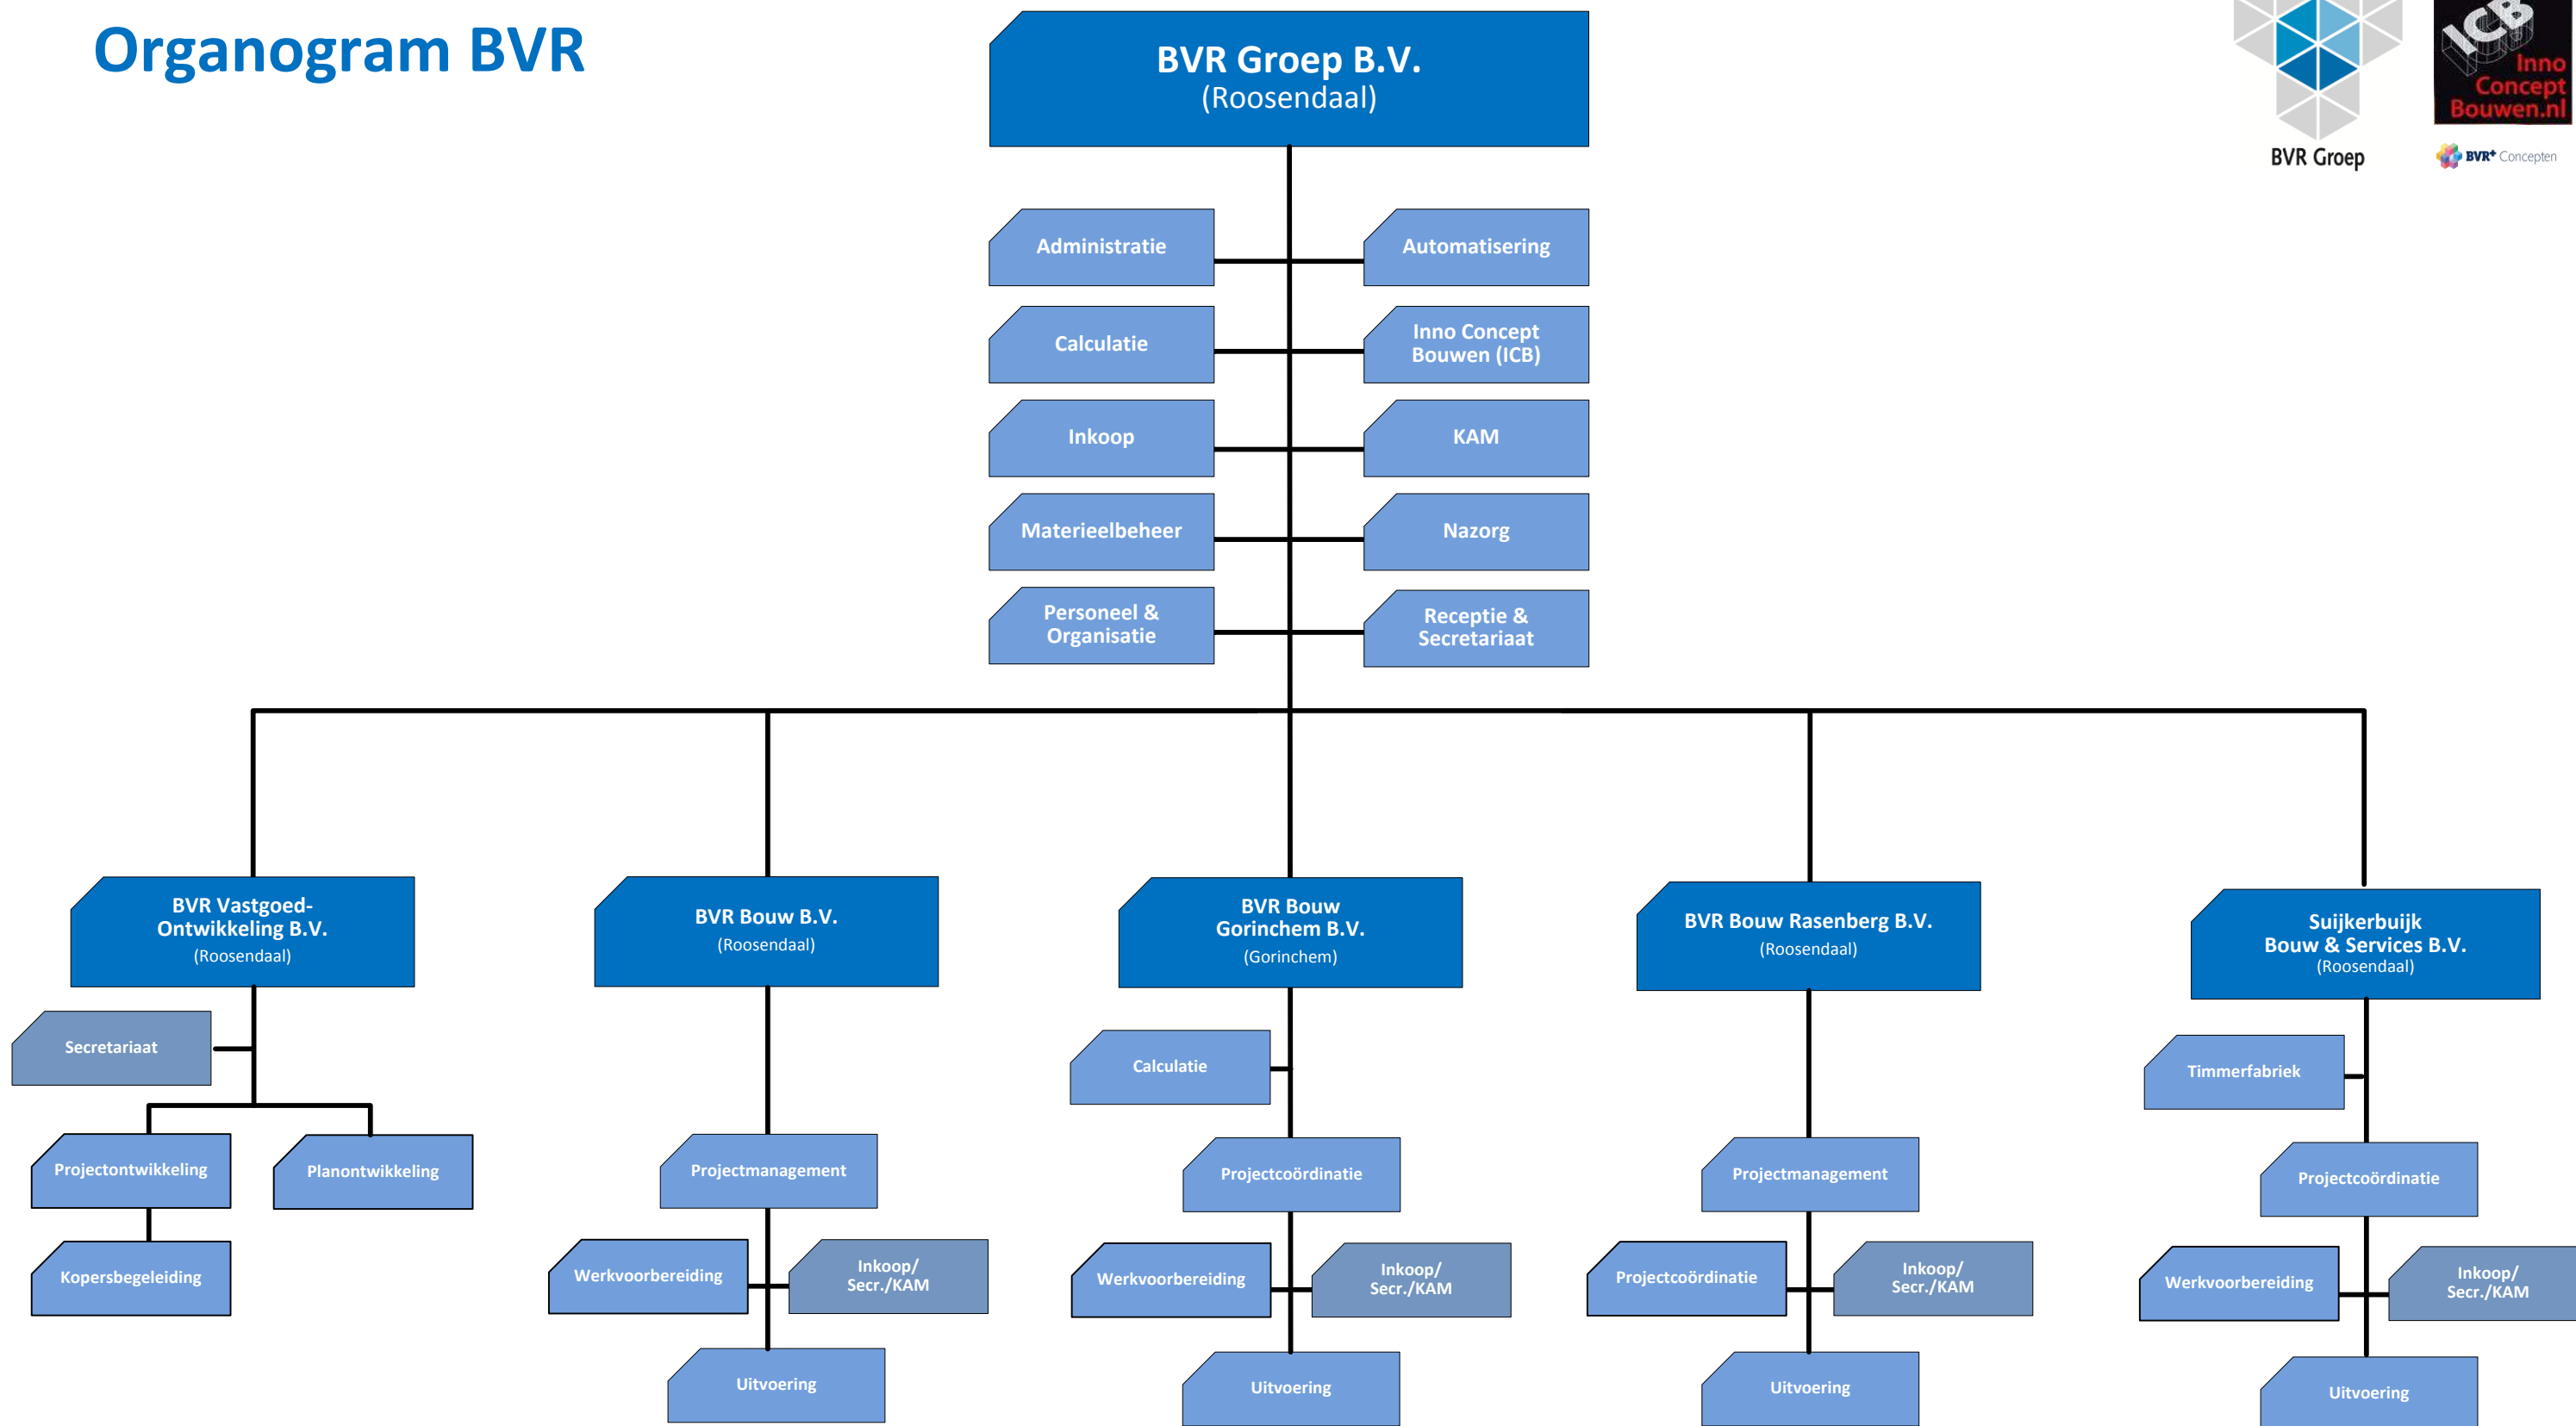 Organogram BVR
BVR Groep B.V.
(Roosendaal)
ICB
Inno
Concept
Bouwen.nl
BVR Groep
BVR+ Concepten
Administratie
Automatisering
Calculatie
Inno Concept
Bouwen (ICB)
Inkoop
KAM
Materieelbeheer
Nazorg
Personeel &
Organisatie
Receptie &
Secretariaat
BVR Vastgoed-
Ontwikkeling B.V.
(Roosendaal)
BVR Bouw B.V.
(Roosendaal)
BVR Bouw
Gorinchem B.V.
(Gorinchem)
BVR Bouw Rasenberg B.V.
(Roosendaal)
Suijkerbuijk
Bouw & Services B.V.
(Roosendaal)
Secretariaat
Calculatie
Timmerfabriek
Projectontwikkeling
Planontwikkeling
Projectmanagement
Projectcoördinatie
Projectmanagement
Projectcoördinatie
Kopersbegeleiding
Werkvoorbereiding
Inkoop/
Secr./KAM
Werkvoorbereiding
Inkoop/
Secr./KAM
Projectcoördinatie
Inkoop/
Secr./KAM
Werkvoorbereiding
Inkoop/
Secr./KAM
Uitvoering
Uitvoering
Uitvoering
Uitvoering